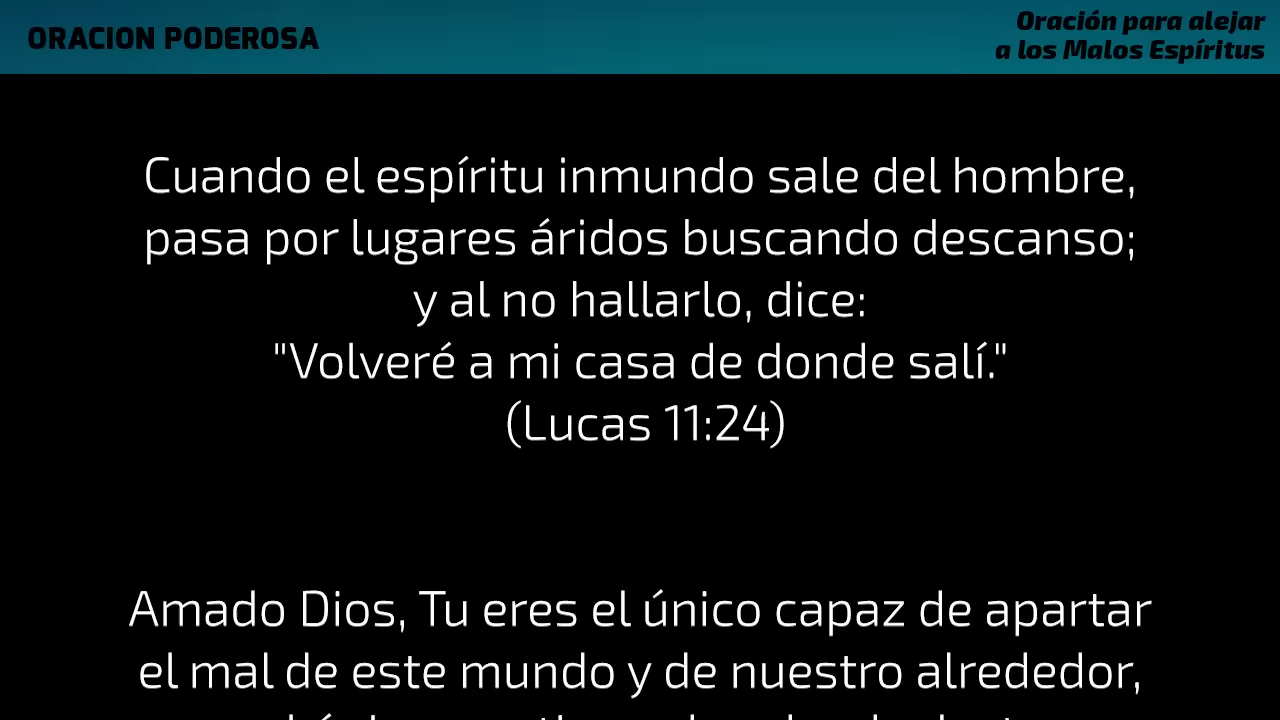 ORACION PODEROSA
Oración para alejar
a los Malos Espíritus
Cuando el espíritu inmundo sale del hombre,
pasa por lugares áridos buscando descanso;
y al no hallarlo, dice:
"Volveré a mi casa de donde salí."
(Lucas 11:24)
Amado Dios, Tu eres el único capaz de apartar
el mal de este mundo y de nuestro alrededor,